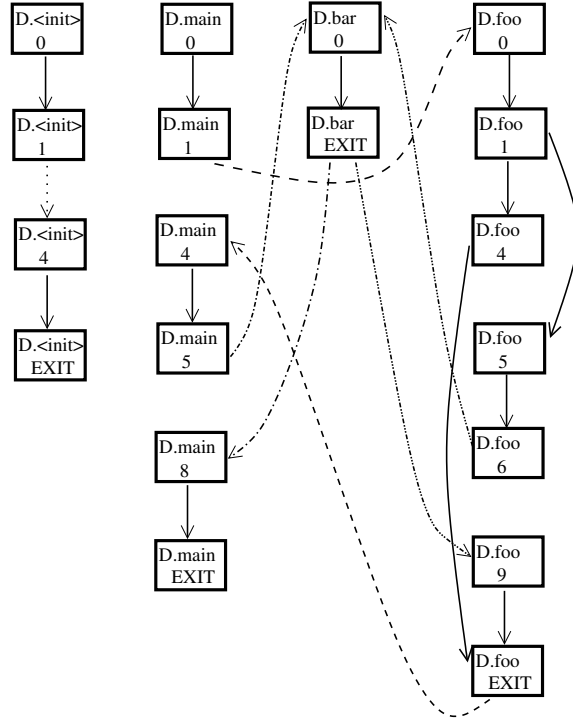 D.<init>
0
D.<init>
1
D.<init>
4
D.<init>
EXIT
D.main
0
D.main
1
D.main
4
D.main
5
D.main
8
D.main
EXIT
D.bar
0
D.bar
EXIT
D.foo
0
D.foo
1
D.foo
4
D.foo
5
D.foo
6
D.foo
9
D.foo
EXIT